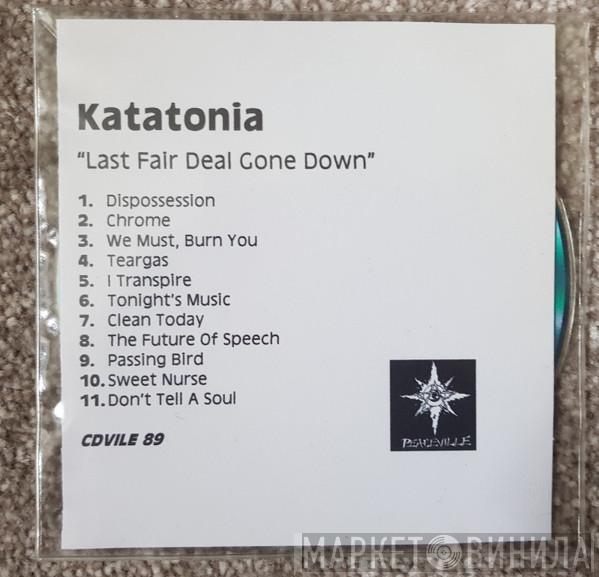 Katatonia
"Last Fair Deal Gone Down"
1. Dispossession
2. Chrome
3. We Must, Burn You
4. Teargas
5. I Transpire
6. Tonight's Music
7. Clean Today
8. The Future Of Speech
9. Passing Bird
10. Sweet Nurse
11. Don't Tell A Soul
CDVILE 89
PEACEVILLE
МАРКЕТ ВИНИЛА